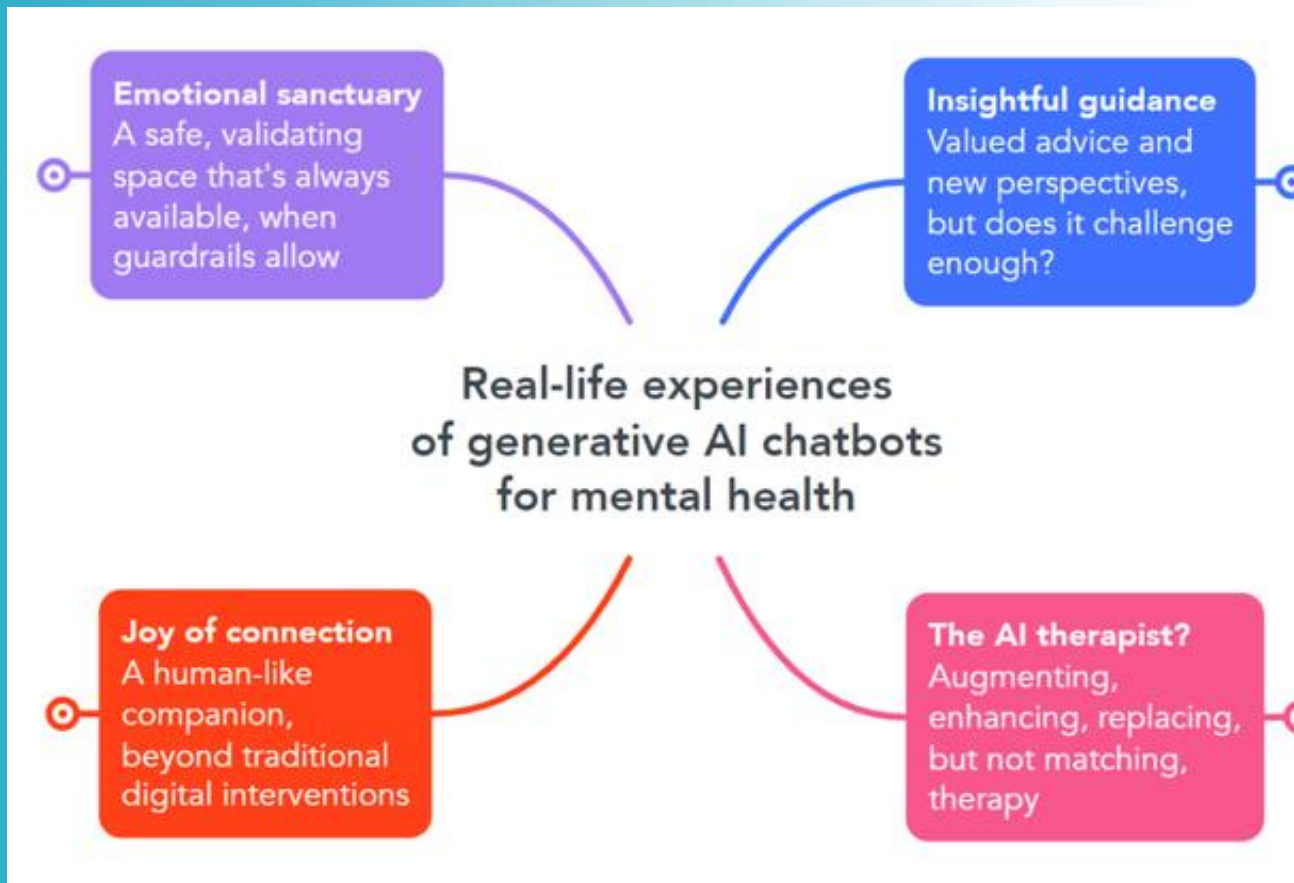 Emotional sanctuary
A safe, validating
space that's always
available, when
guardrails allow
Insightful guidance
Valued advice and
new perspectives,
but does it challenge
enough?
Real-life experiences
of generative AI chatbots
for mental health
Joy of connection
A human-like
companion,
beyond traditional
digital interventions
The AI therapist?
Augmenting,
enhancing, replacing,
but not matching,
therapy